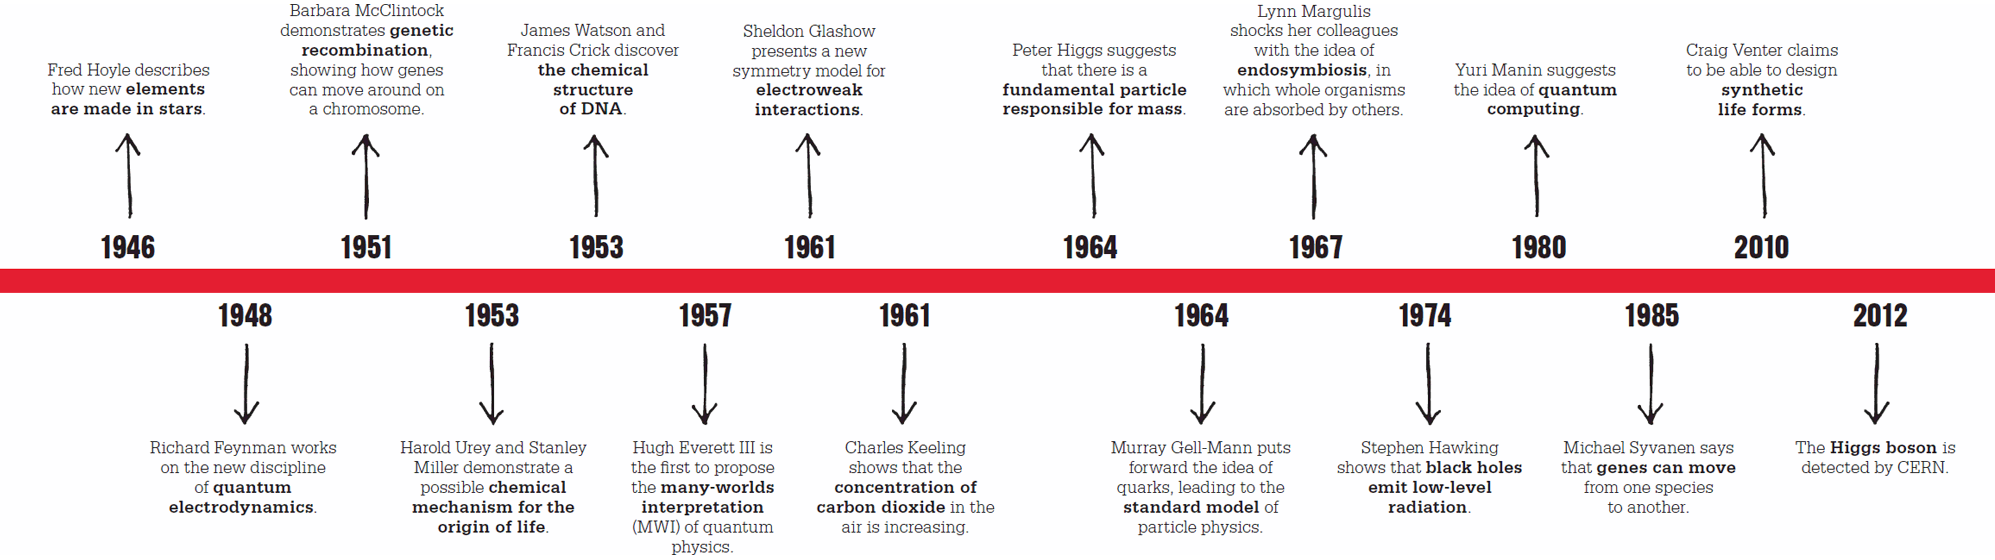 Fred Hoyle describes
how new elements
are made in stars.
1946
Barbara McClintock
demonstrates genetic
recombination,
showing how genes
can move around on
a chromosome.
1951
James Watson and
Francis Crick discover
the chemical
structure
of DNA.
1953
Sheldon Glashow
presents a new
symmetry model for
electroweak
interactions.
1961
Peter Higgs suggests
that there is a
fundamental particle
responsible for mass.
1964
Lynn Margulis
shocks her colleagues
with the idea of
endosymbiosis, in
which whole organisms
are absorbed by others.
1967
Yuri Manin suggests
the idea of quantum
computing.
1980
Craig Venter claims
to be able to design
synthetic
life forms.
2010
1948
Richard Feynman works
on the new discipline
of quantum
electrodynamics.
1953
Harold Urey and Stanley
Miller demonstrate a
possible chemical
mechanism for the
origin of life.
1957
Hugh Everett III is
the first to propose
the many-worlds
interpretation
(MWI) of quantum
physics.
1961
Charles Keeling
shows that the
concentration of
carbon dioxide in the
air is increasing.
1964
Murray Gell-Mann puts
forward the idea of
quarks, leading to the
standard model of
particle physics.
1974
Stephen Hawking
shows that black holes
emit low-level
radiation.
1985
Michael Syvanen says
that genes can move
from one species
to another.
2012
The Higgs boson is
detected by CERN.